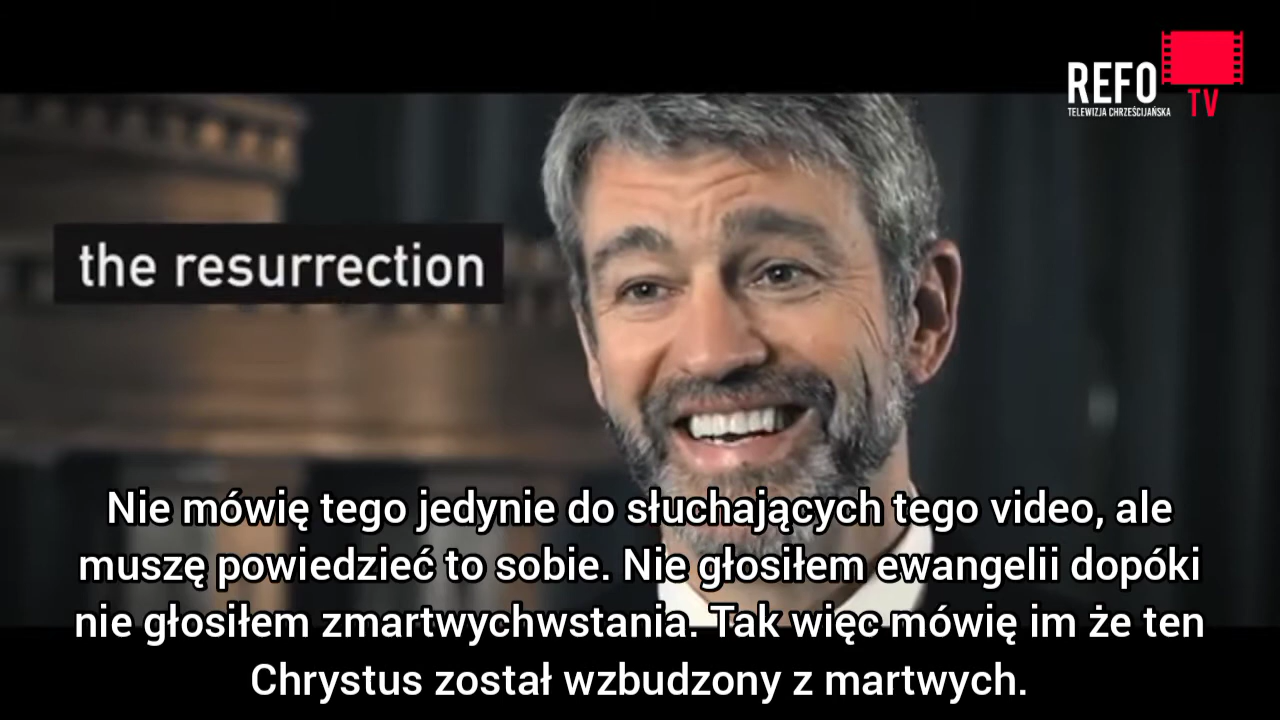 REFO
TV
TELEWIZJA CHRZEŚCIJAŃSKA
the resurrection
Nie mówię tego jedynie do słuchających tego video, ale
muszę powiedzieć to sobie. Nie głosiłem ewangelii dopóki
nie głosiłem zmartwychwstania. Tak więc mówię im że ten
Chrystus został wzbudzony z martwych.